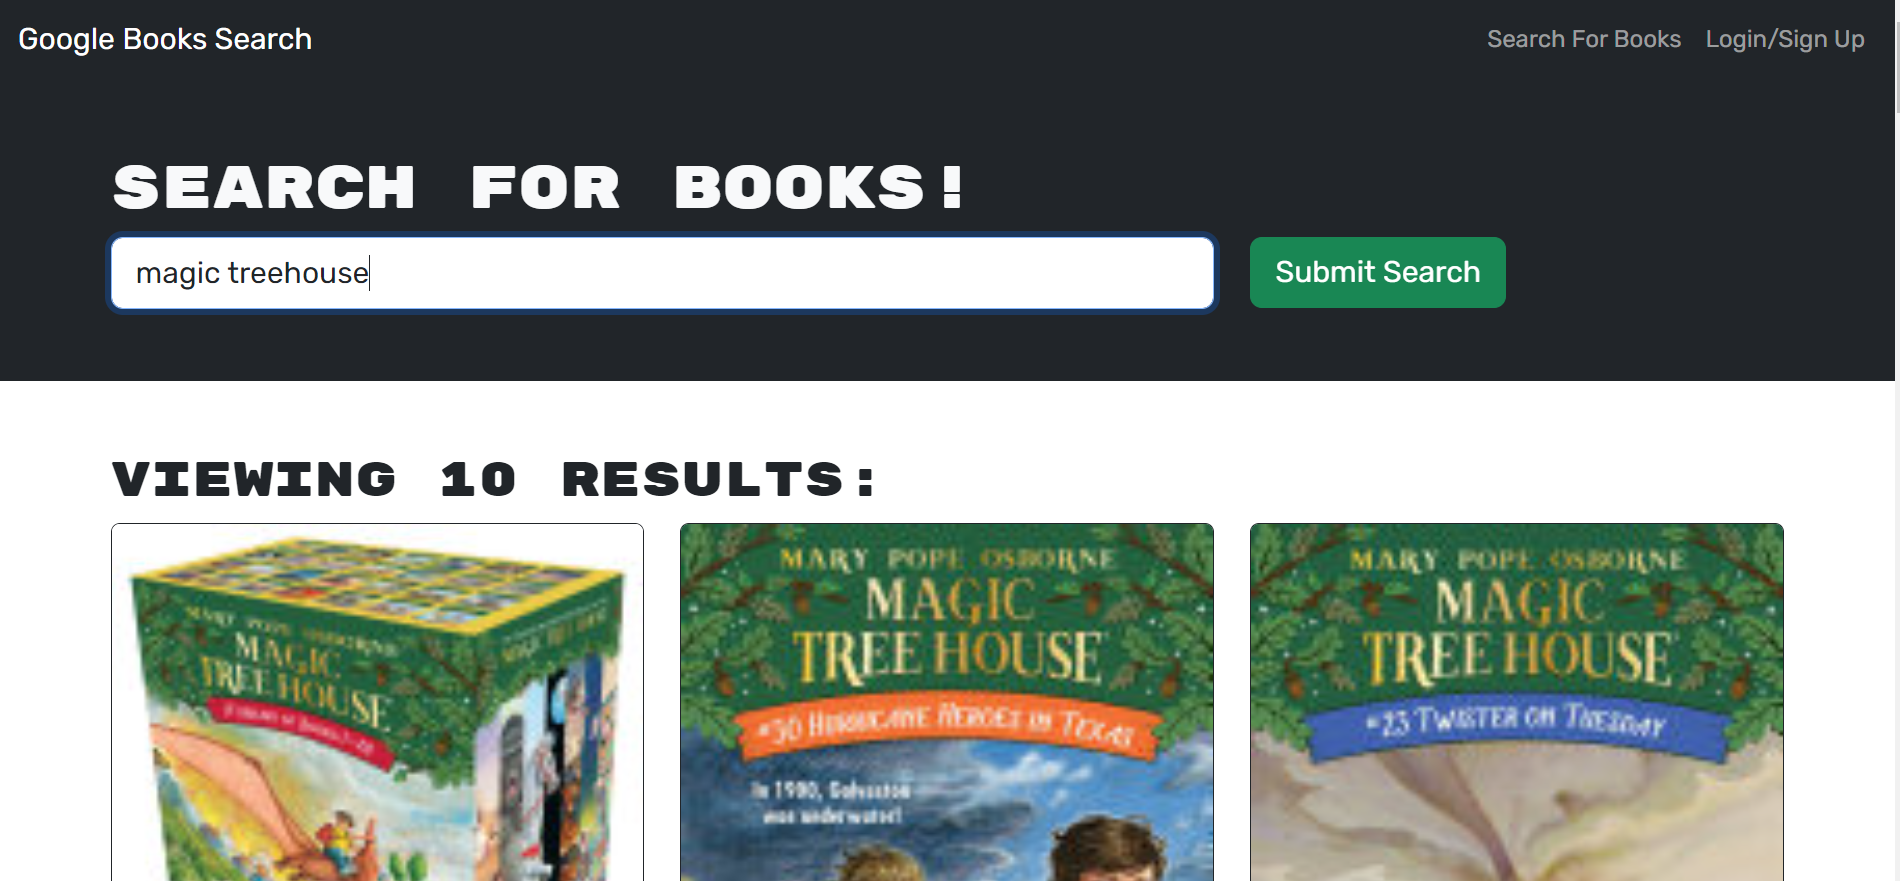 Google Books Search
Search For Books Login/Sign Up
SEARCH FOR BOOKS!
magic treehouse
Submit Search
VIEWING 10 RESULTS:
MARY POPE OSBORNE
MAGIC
TREE HOUSE
MARY POPE OSBORNE
MAGIC
TREE HOUSE
#30 HURRICANE HEROES IN TEXAS
In 1900, Galveston
was underwater!
MARY POPE OSBORNE
MAGIC
TREE HOUSE
#23 TWISTER ON TUESDAY